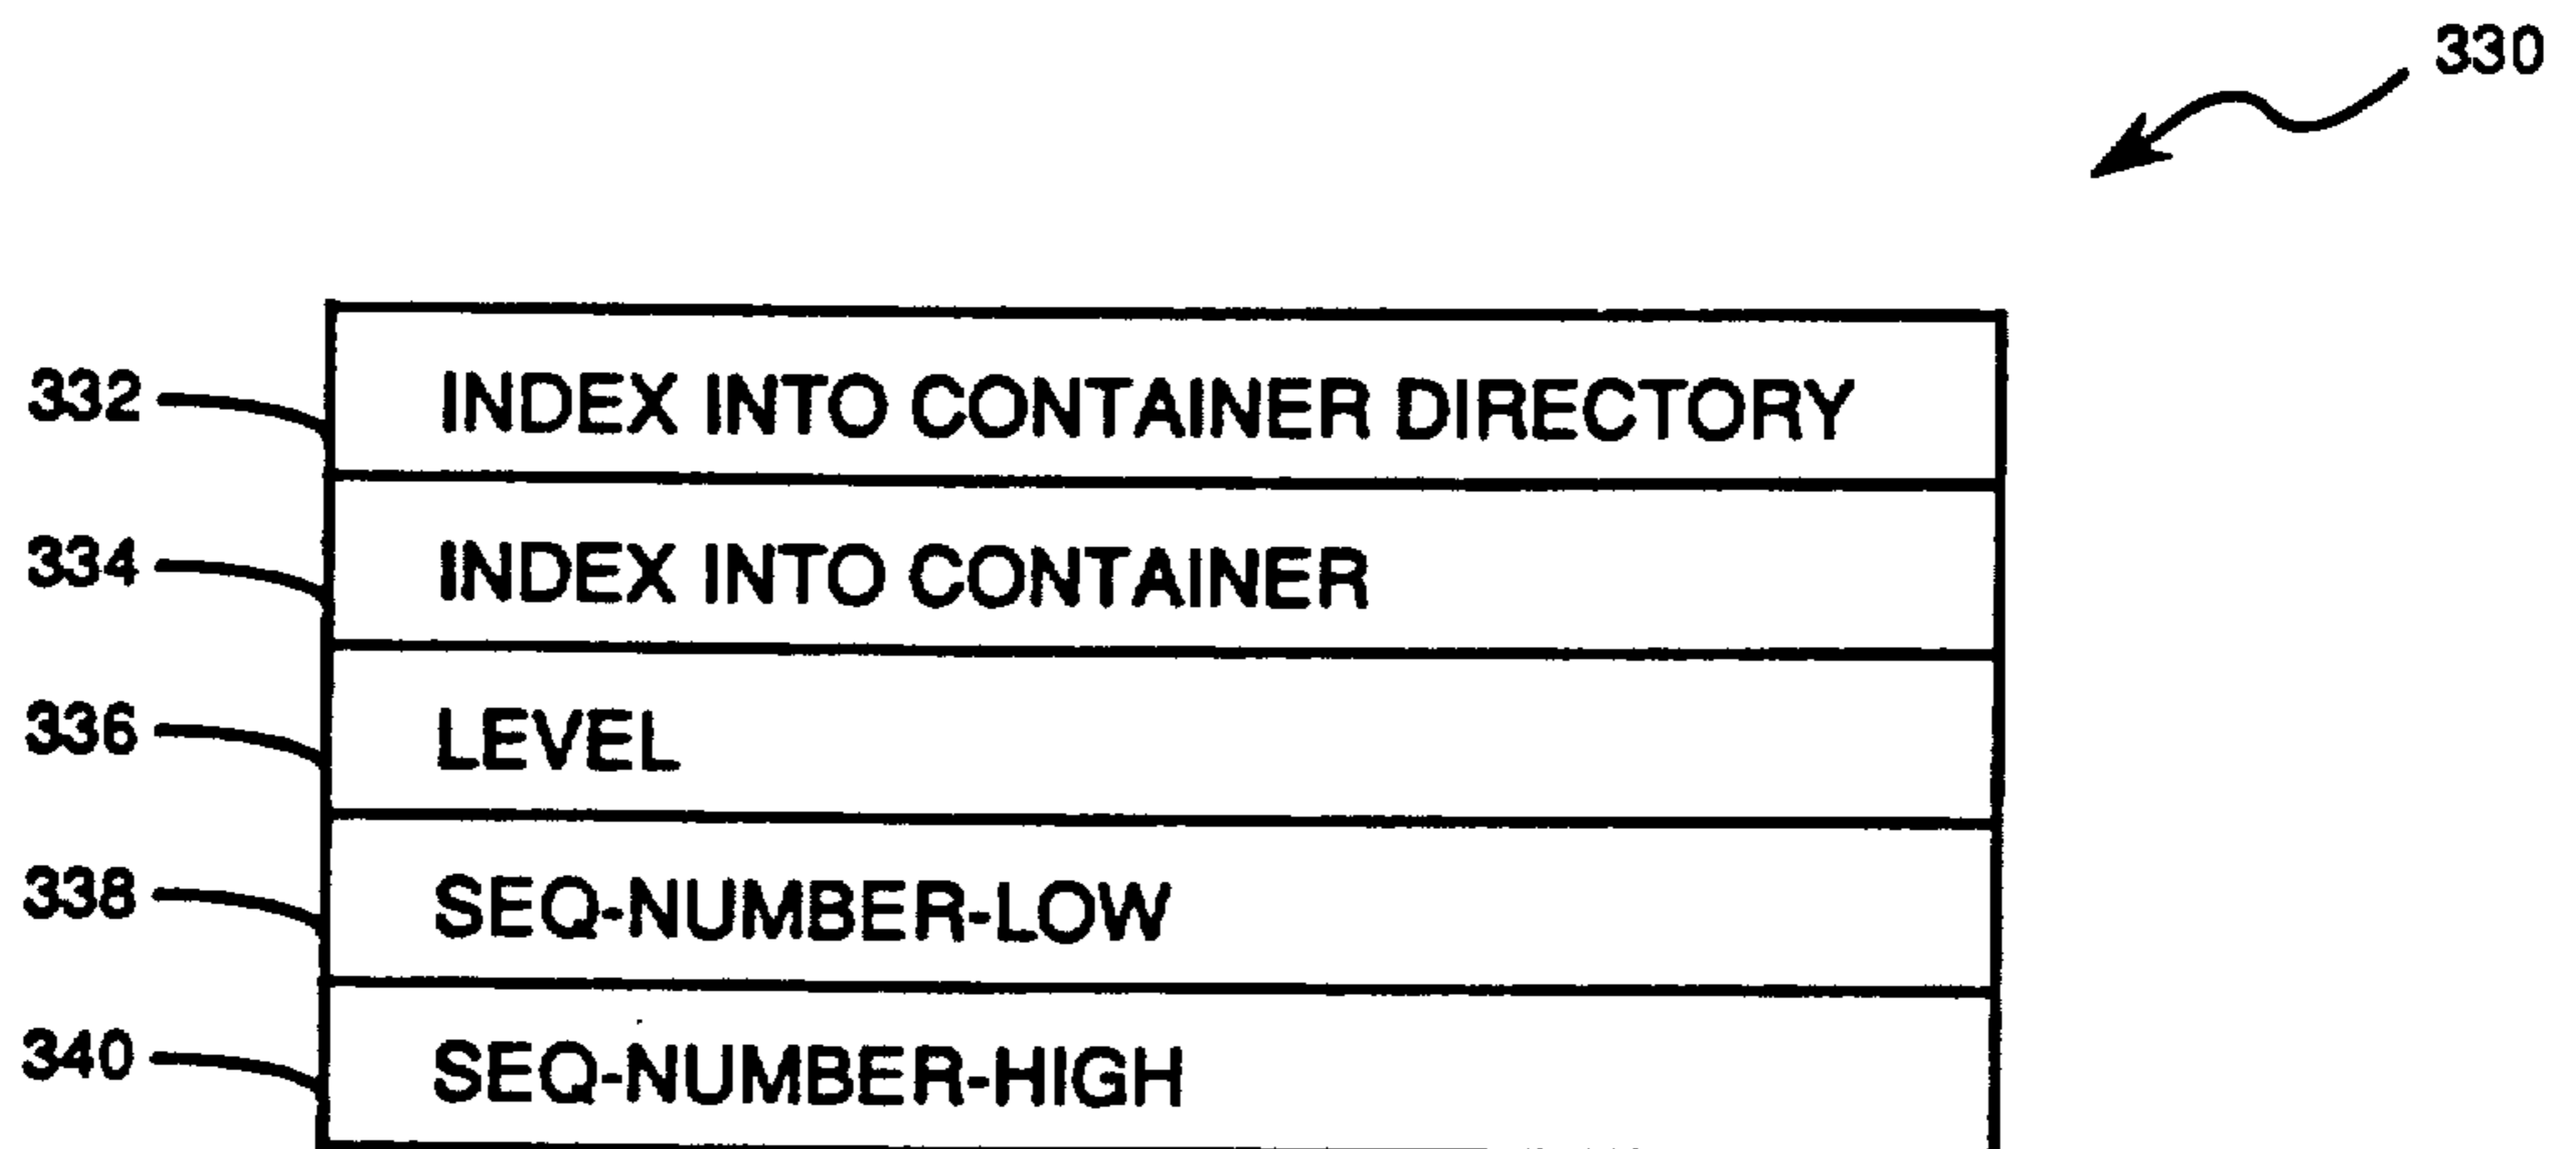 330
332 INDEX INTO CONTAINER DIRECTORY
334 INDEX INTO CONTAINER
336 LEVEL
338 SEQ-NUMBER-LOW
340 SEQ-NUMBER-HIGH